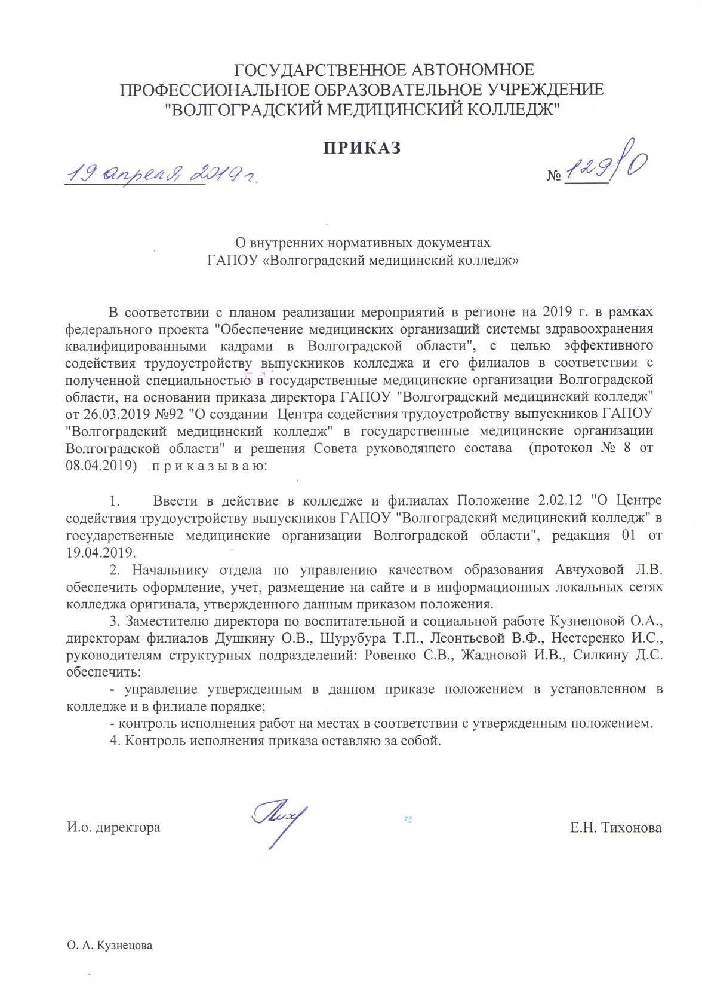 ГОСУДАРСТВЕННОЕ АВТОНОМНОЕ
ПРОФЕССИОНАЛЬНОЕ ОБРАЗОВАТЕЛЬНОЕ УЧРЕЖДЕНИЕ
"ВОЛГОГРАДСКИЙ МЕДИЦИНСКИЙ КОЛЛЕДЖ"
ПРИКАЗ
19 апреля 2019 г. № 129/О
О внутренних нормативных документах
ГАПОУ «Волгоградский медицинский колледж»
В соответствии с планом реализации мероприятий в регионе на 2019 г. в рамках
федерального проекта "Обеспечение медицинских организаций системы здравоохранения
квалифицированными кадрами в Волгоградской области", с целью эффективного
содействия трудоустройству выпускников колледжа и его филиалов в соответствии с
полученной специальностью в государственные медицинские организации Волгоградской
области, на основании приказа директора ГАПОУ "Волгоградский медицинский колледж"
от 26.03.2019 №92 "О создании Центра содействия трудоустройству выпускников ГАПОУ
"Волгоградский медицинский колледж" в государственные медицинские организации
Волгоградской области" и решения Совета руководящего состава (протокол № 8 от
08.04.2019) п р и к а з ы в а ю:
1. Ввести в действие в колледже и филиалах Положение 2.02.12 "О Центре
содействия трудоустройству выпускников ГАПОУ "Волгоградский медицинский колледж" в
государственные медицинские организации Волгоградской области", редакция 01 от
19.04.2019.
2. Начальнику отдела по управлению качеством образования Авчуховой Л.В.
обеспечить оформление, учет, размещение на сайте и в информационных локальных сетях
колледжа оригинала, утвержденного данным приказом положения.
3. Заместителю директора по воспитательной и социальной работе Кузнецовой О.А.,
директорам филиалов Душкину О.В., Шурубура Т.П., Леонтьевой В.Ф., Нестеренко И.С.,
руководителям структурных подразделений: Ровенко С.В., Жадновой И.В., Силкину Д.С.
обеспечить:
- управление утвержденным в данном приказе положением в установленном в
колледже и в филиале порядке;
- контроль исполнения работ на местах в соответствии с утвержденным положением.
4. Контроль исполнения приказа оставляю за собой.
И.о. директора Е.Н. Тихонова
О. А. Кузнецова